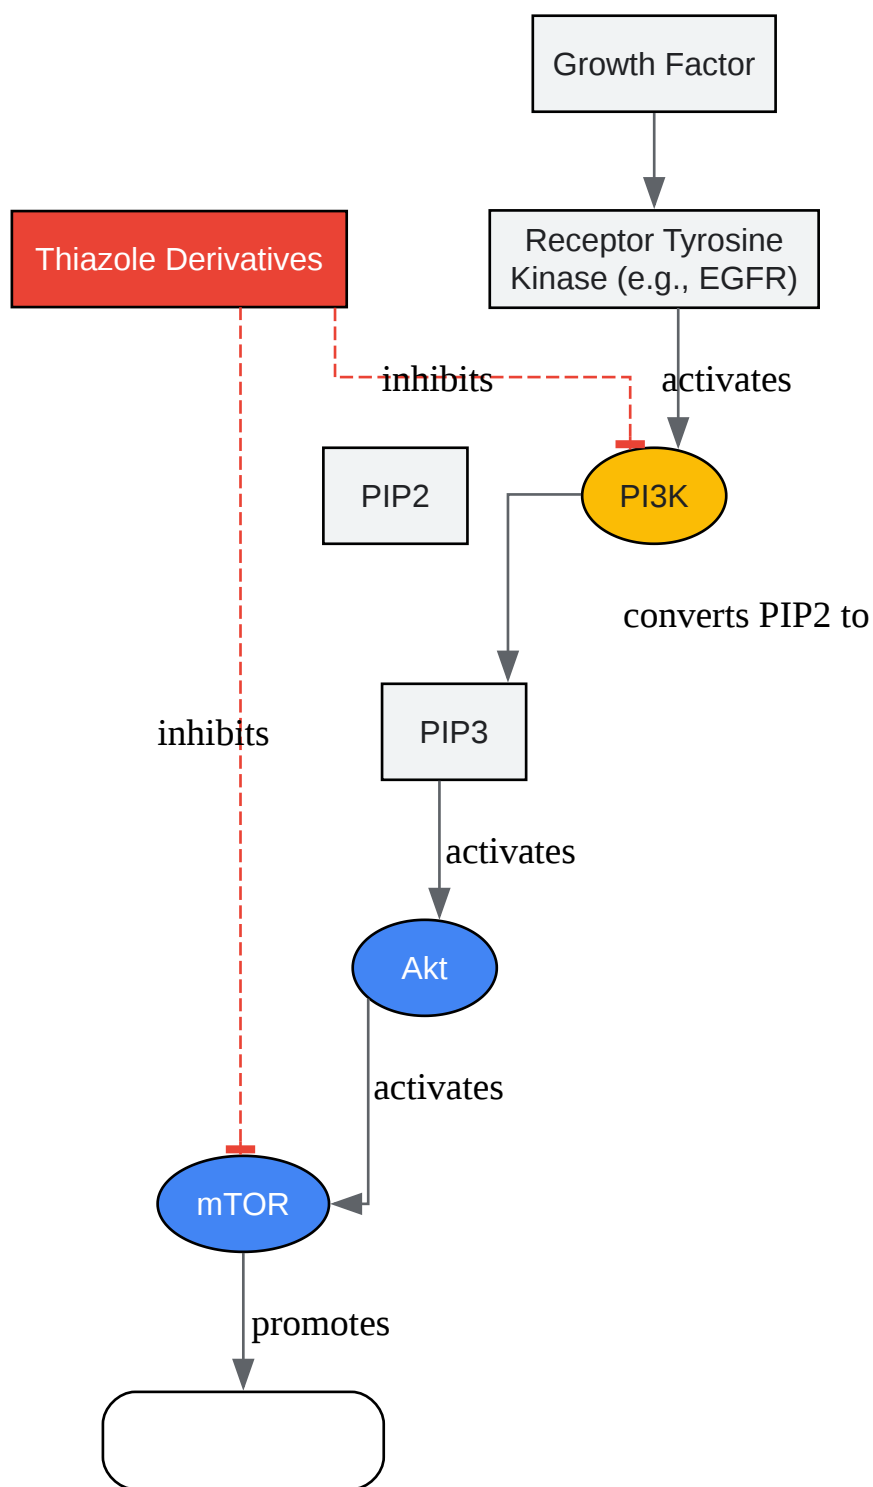 Growth Factor
Thiazole Derivatives
Receptor Tyrosine
Kinase (e.g., EGFR)
inhibits
activates
PIP2
PI3K
converts PIP2 to
inhibits
PIP3
activates
Akt
activates
mTOR
promotes